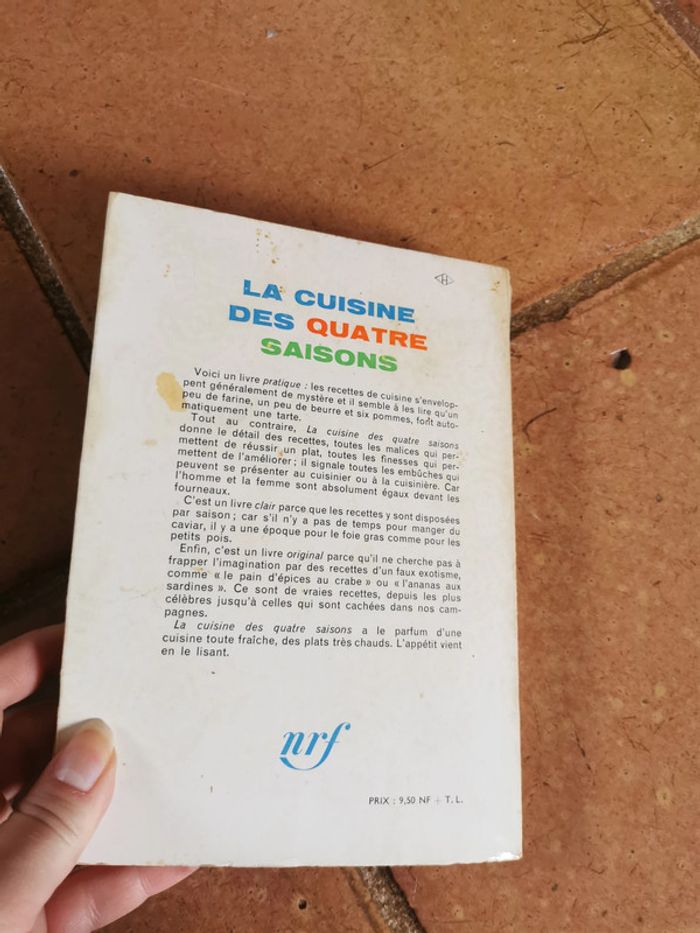 H
LA CUISINE
DES QUATRE
SAISONS
Voici un livre pratique : les recettes de cuisine s'envelop-
pent généralement de mystère et il semble à les lire qu'un
peu de farine, un peu de beurre et six pommes, font auto-
matiquement une tarte.
Tout au contraire, La cuisine des quatre saisons
donne le détail des recettes, toutes les malices qui per-
mettent de réussir un plat, toutes les finesses qui per-
mettent de l'améliorer ; il signale toutes les embûches qui
peuvent se présenter au cuisinier ou à la cuisinière. Car
l'homme et la femme sont absolument égaux devant les
fourneaux.
C'est un livre clair parce que les recettes y sont disposées
par saison ; car s'il n'y a pas de temps pour manger du
caviar, il y a une époque pour le foie gras comme pour les
petits pois.
Enfin, c'est un livre original parce qu'il ne cherche pas à
frapper l'imagination par des recettes d'un faux exotisme,
comme « le pain d'épices au crabe » ou « l'ananas aux
sardines ». Ce sont de vraies recettes, depuis les plus
célèbres jusqu'à celles qui sont cachées dans nos cam-
pagnes.
La cuisine des quatre saisons a le parfum d'une
cuisine toute fraîche, des plats très chauds. L'appétit vient
en le lisant.
nrf
PRIX : 9,50 NF + T. L.